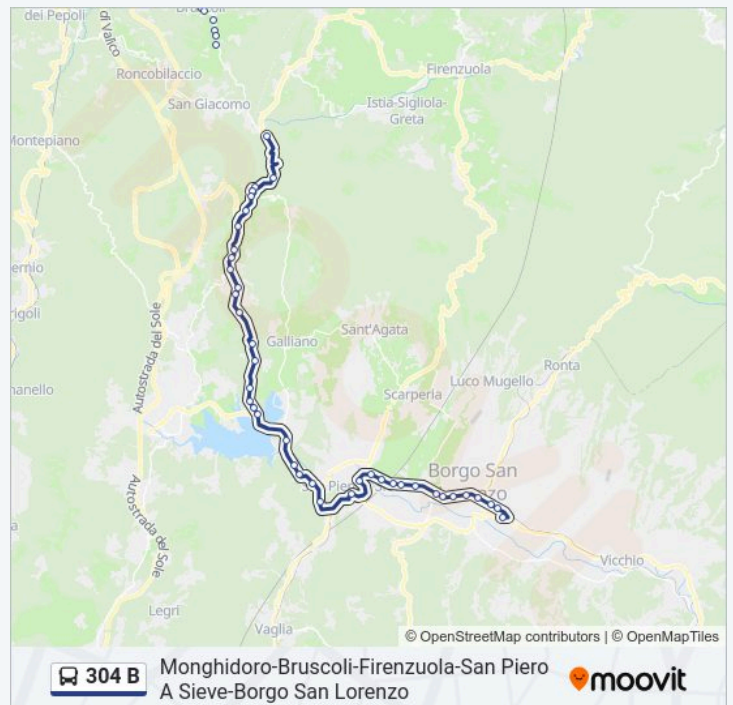 dei Pepoli
di Valico
Roncobilaccio
Firenzuola
San Giacomo
Istia-Sigliola-
Greta
Montepiano
ernio
Autostrada del Sole
Sant'Agata
Galliano
Ronta
Luco Mugello
Scarperia
Borgo San
Autostrada del Sole
Vicchio
Legri
Vaglia
© OpenStreetMap contributors | © OpenMapTiles
304 B
Monghidoro-Bruscoli-Firenzuola-San Piero
A Sieve-Borgo San Lorenzo
moovit